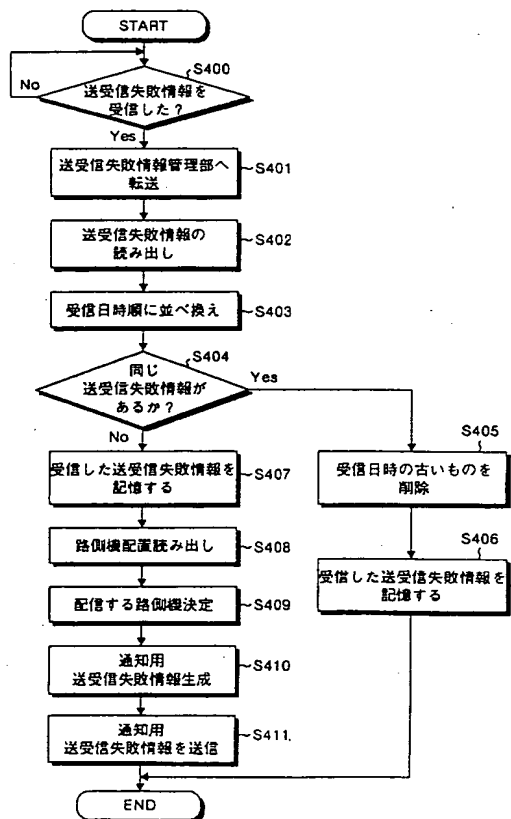 START
S400
No
送受信失敗情報を
受信した？
Yes
送受信失敗情報管理部へ
転送
S401
送受信失敗情報の
読み出し
S402
受信日時順に並べ換え
S403
S404
同じ
送受信失敗情報が
あるか？
Yes
No
S405
受信日時の古いものを
削除
S406
受信した送受信失敗情報を
記憶する
受信した送受信失敗情報を
記憶する
S407
路側機配置読み出し
S408
配信する路側機決定
S409
通知用
送受信失敗情報生成
S410
通知用
送受信失敗情報を送信
S411
END